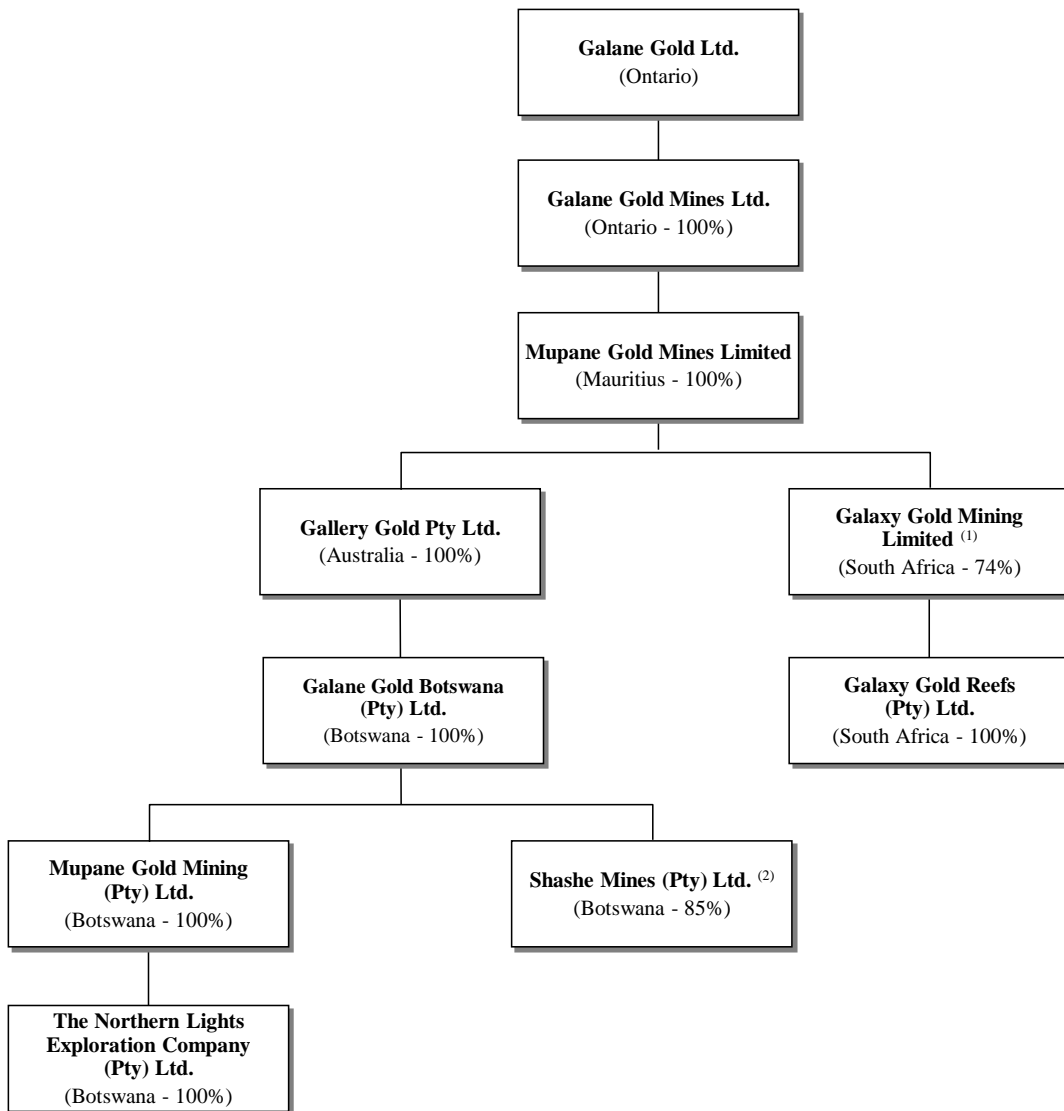 Galane Gold Ltd.
(Ontario)
Galane Gold Mines Ltd.
(Ontario - 100%)
Mupane Gold Mines Limited
(Mauritius - 100%)
Gallery Gold Pty Ltd.
(Australia - 100%)
Galaxy Gold Mining
Limited (1)
(South Africa - 74%)
Galane Gold Botswana
(Pty) Ltd.
(Botswana - 100%)
Galaxy Gold Reefs
(Pty) Ltd.
(South Africa - 100%)
Mupane Gold Mining
(Pty) Ltd.
(Botswana - 100%)
Shashe Mines (Pty) Ltd. (2)
(Botswana - 85%)
The Northern Lights
Exploration Company
(Pty) Ltd.
(Botswana - 100%)